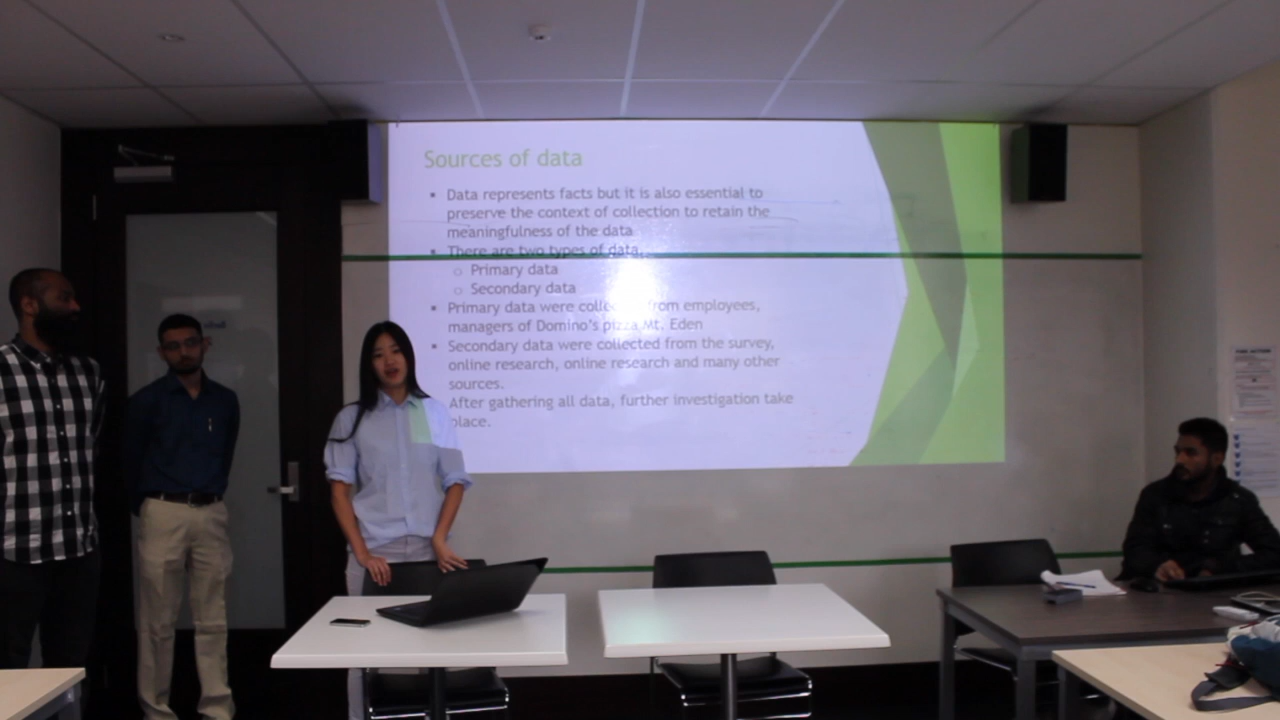 Sources of data
Data represents facts but it is also essential to
preserve the context of collection to retain the
meaningfulness of the data
There are two types of data.
Primary data
Secondary data
Primary data were collected from employees,
managers of Domino's pizza Mt. Eden
Secondary data were collected from the survey,
online research, online research and many other
sources.
After gathering all data, further investigation take
place.